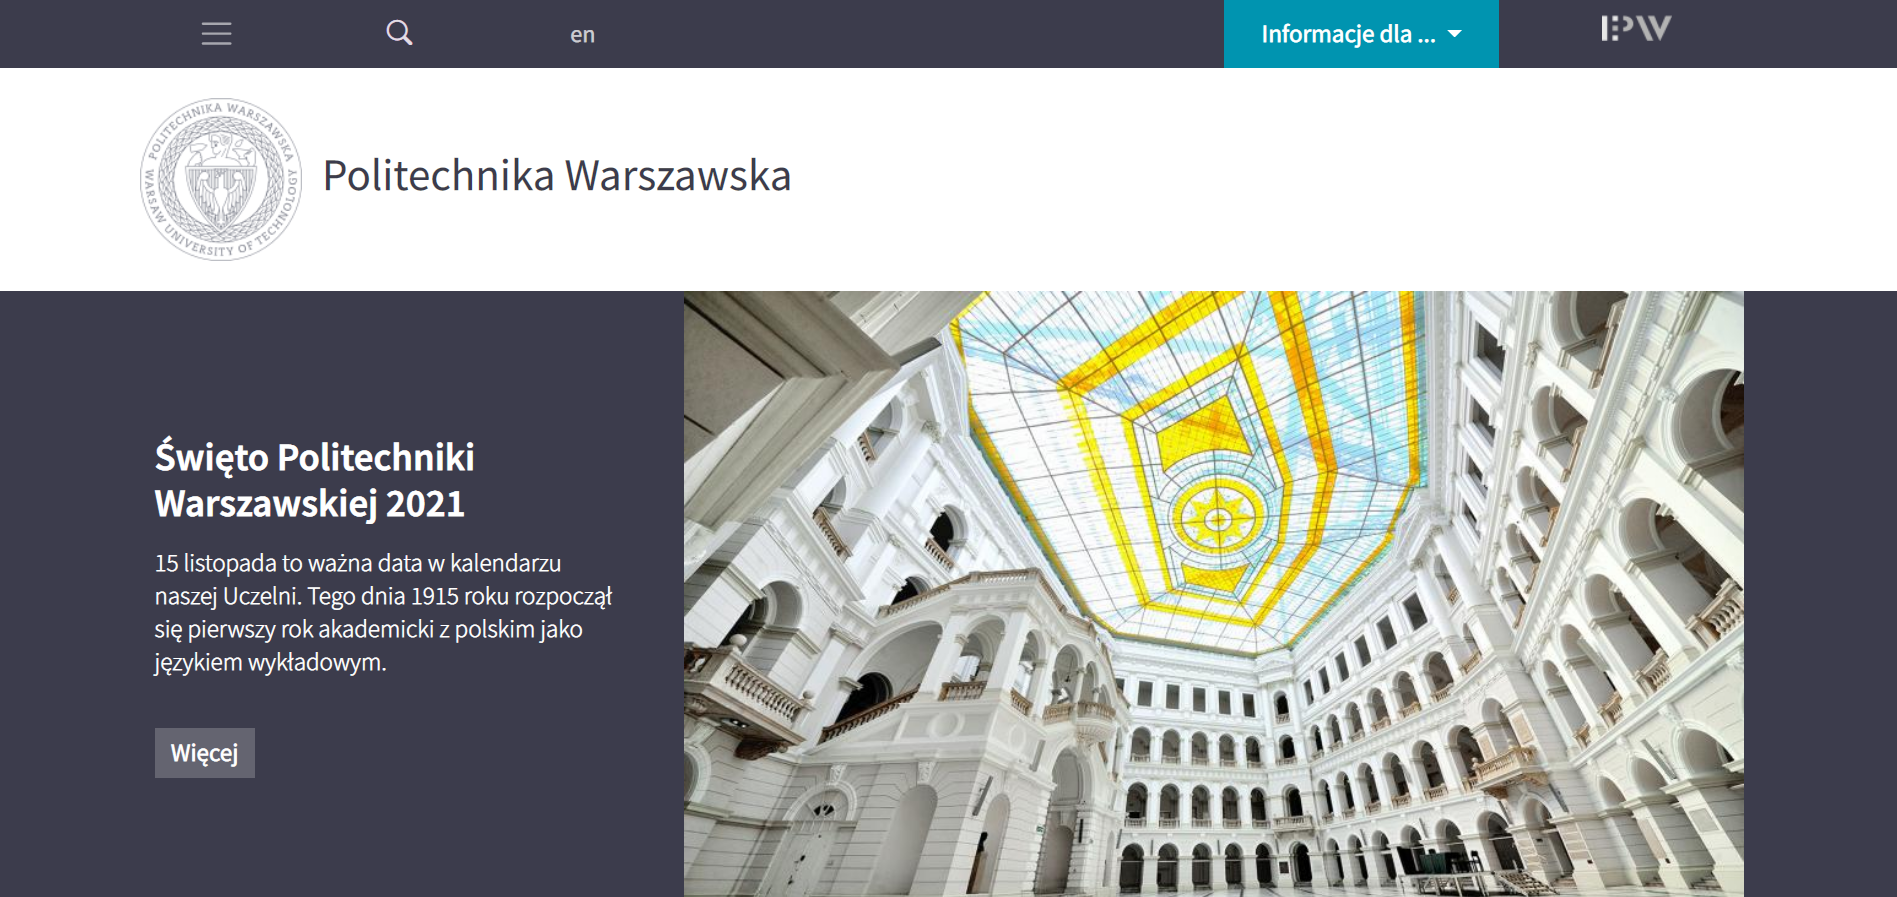 en
Informacje dla ...
PW
POLITECHNIKA WARSZAWSKA
WARSAW UNIVERSITY OF TECHNOLOGY
Politechnika Warszawska
Święto Politechniki
Warszawskiej 2021
15 listopada to ważna data w kalendarzu
naszej Uczelni. Tego dnia 1915 roku rozpoczął
się pierwszy rok akademicki z polskim jako
językiem wykładowym.
Więcej